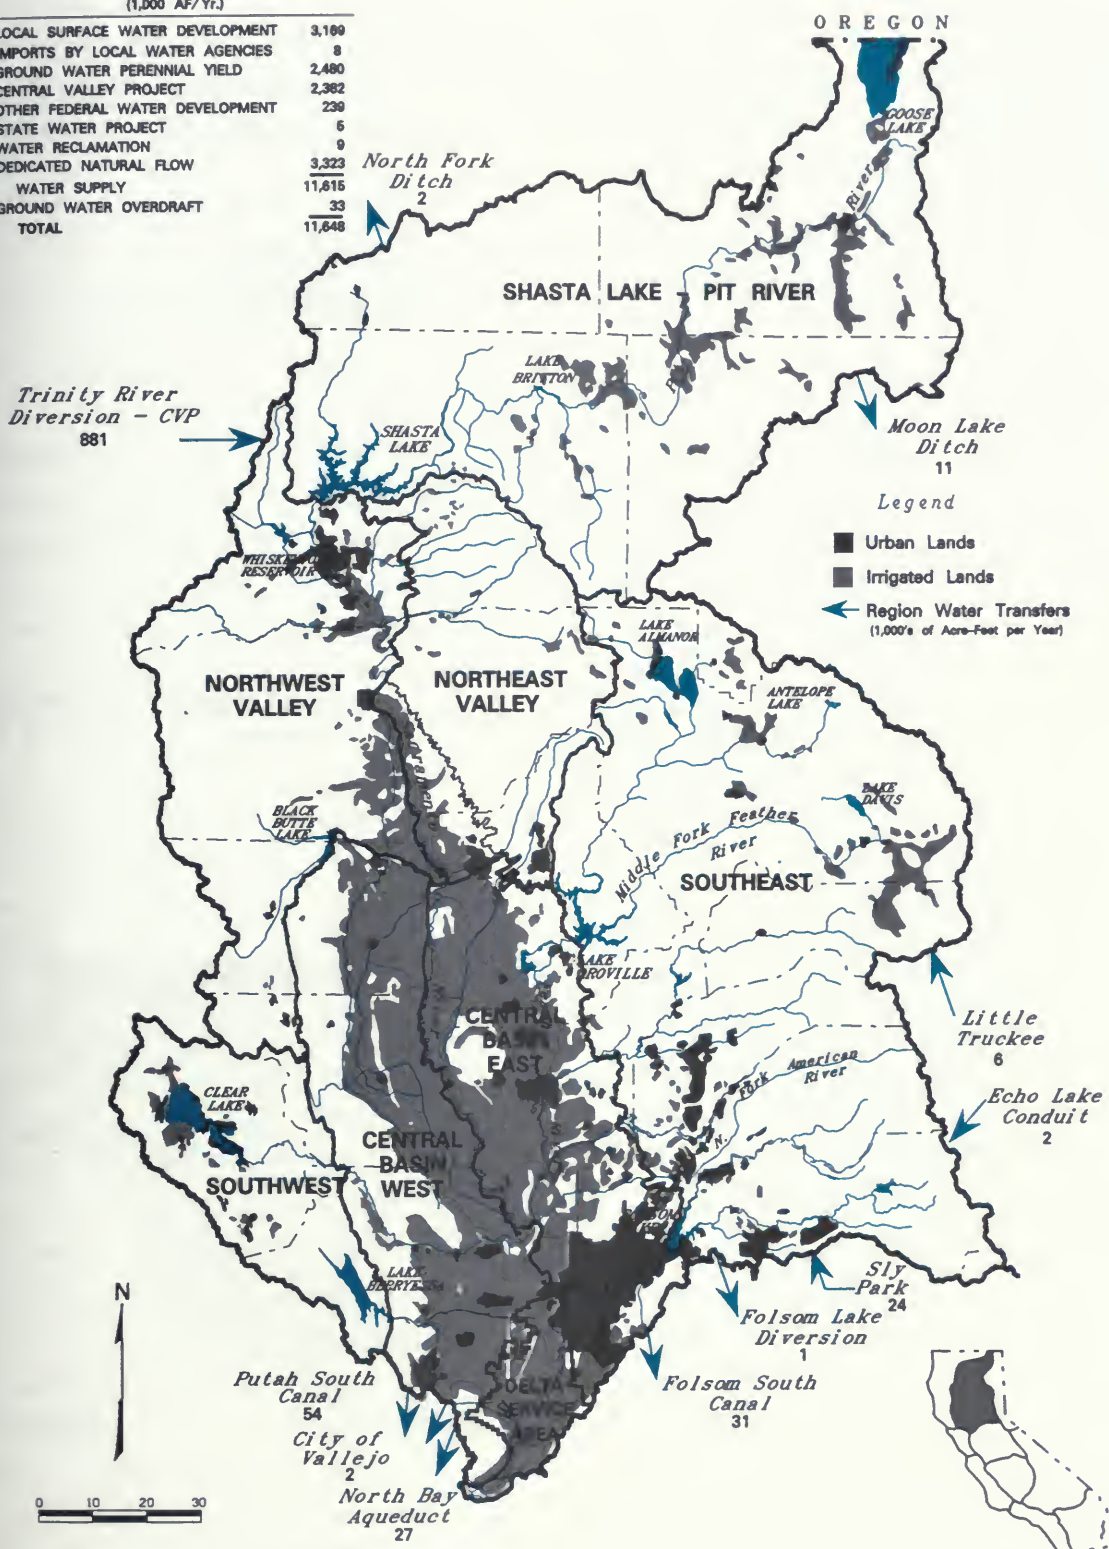 (1,000 AF/Yr.)
LOCAL SURFACE WATER DEVELOPMENT 3,169
IMPORTS BY LOCAL WATER AGENCIES 8
GROUND WATER PERENNIAL YIELD 2,480
CENTRAL VALLEY PROJECT 2,382
OTHER FEDERAL WATER DEVELOPMENT 239
STATE WATER PROJECT 5
WATER RECLAMATION 9
DEDICATED NATURAL FLOW 3,323
WATER SUPPLY 11,615
GROUND WATER OVERDRAFT 33
TOTAL 11,648
OREGON
GOOSE
LAKE
River
North Fork
Ditch
2
SHASTA LAKE - PIT RIVER
LAKE
BRITTON
Trinity River
Diversion - CVP
881
SHASTA
LAKE
Moon Lake
Ditch
11
Legend
Urban Lands
Irrigated Lands
Region Water Transfers
(1,000's of Acre-Feet per Year)
RESERVOIR
LAKE
ALMANOR
NORTHWEST
VALLEY
NORTHEAST
VALLEY
ANTELOPE
LAKE
LAKE
DAVIS
BLACK
BUTTE
LAKE
Middle Fork Feather
River
SOUTHEAST
LAKE
OROVILLE
CENTRAL
BASIN
EAST
Little
Truckee
6
N. Fork American
River
Echo Lake
Conduit
2
CLEAR
LAKE
CENTRAL
BASIN
WEST
SOUTHWEST
LAKE
BERRYESSA
Sly
Park
24
N
Folsom Lake
Diversion
1
Putah South
Canal
54
DELTA
SERVICE
AREA
Folsom South
Canal
31
City of
Vallejo
2
North Bay
Aqueduct
27
0 10 20 30